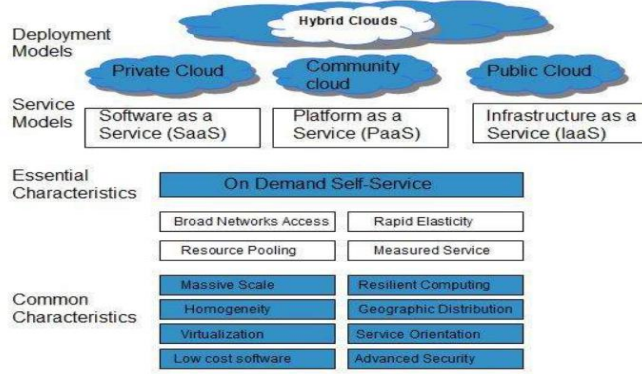 Hybrid Clouds
Deployment
Models
Private Cloud
Community
cloud
Public Cloud
Service
Models
Software as a
Service (SaaS)
Platform as a
Service (PaaS)
Infrastructure as a
Service (IaaS)
Essential
Characteristics
On Demand Self-Service
Broad Networks Access
Rapid Elasticity
Resource Pooling
Measured Service
Common
Characteristics
Massive Scale
Resilient Computing
Homogeneity
Geographic Distribution
Virtualization
Service Orientation
Low cost software
Advanced Security